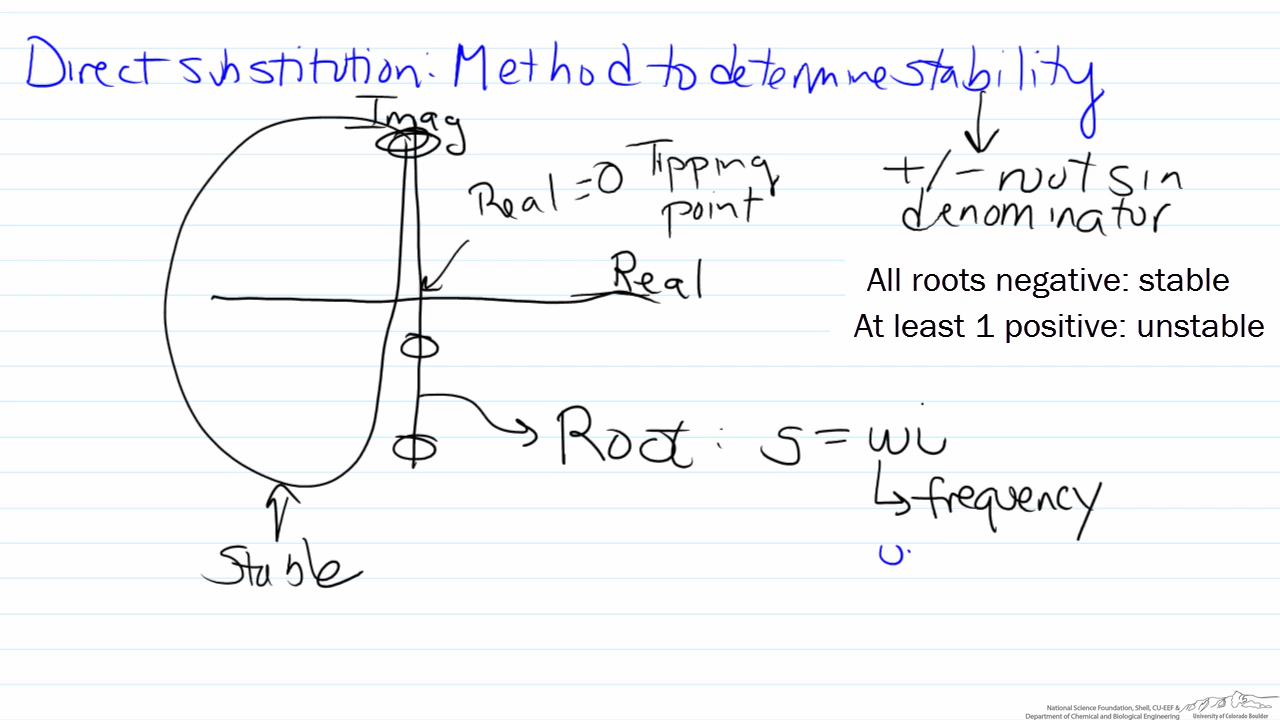 Direct substitution: Method to determine stability
Imag
Real = 0 Tipping
point
+/- roots in
denominator
Real
All roots negative: stable
At least 1 positive: unstable
Root: s = wi
frequency
Stable
National Science Foundation, Shell, CU-EEF &
Department of Chemical and Biological Engineering
University of Colorado Boulder